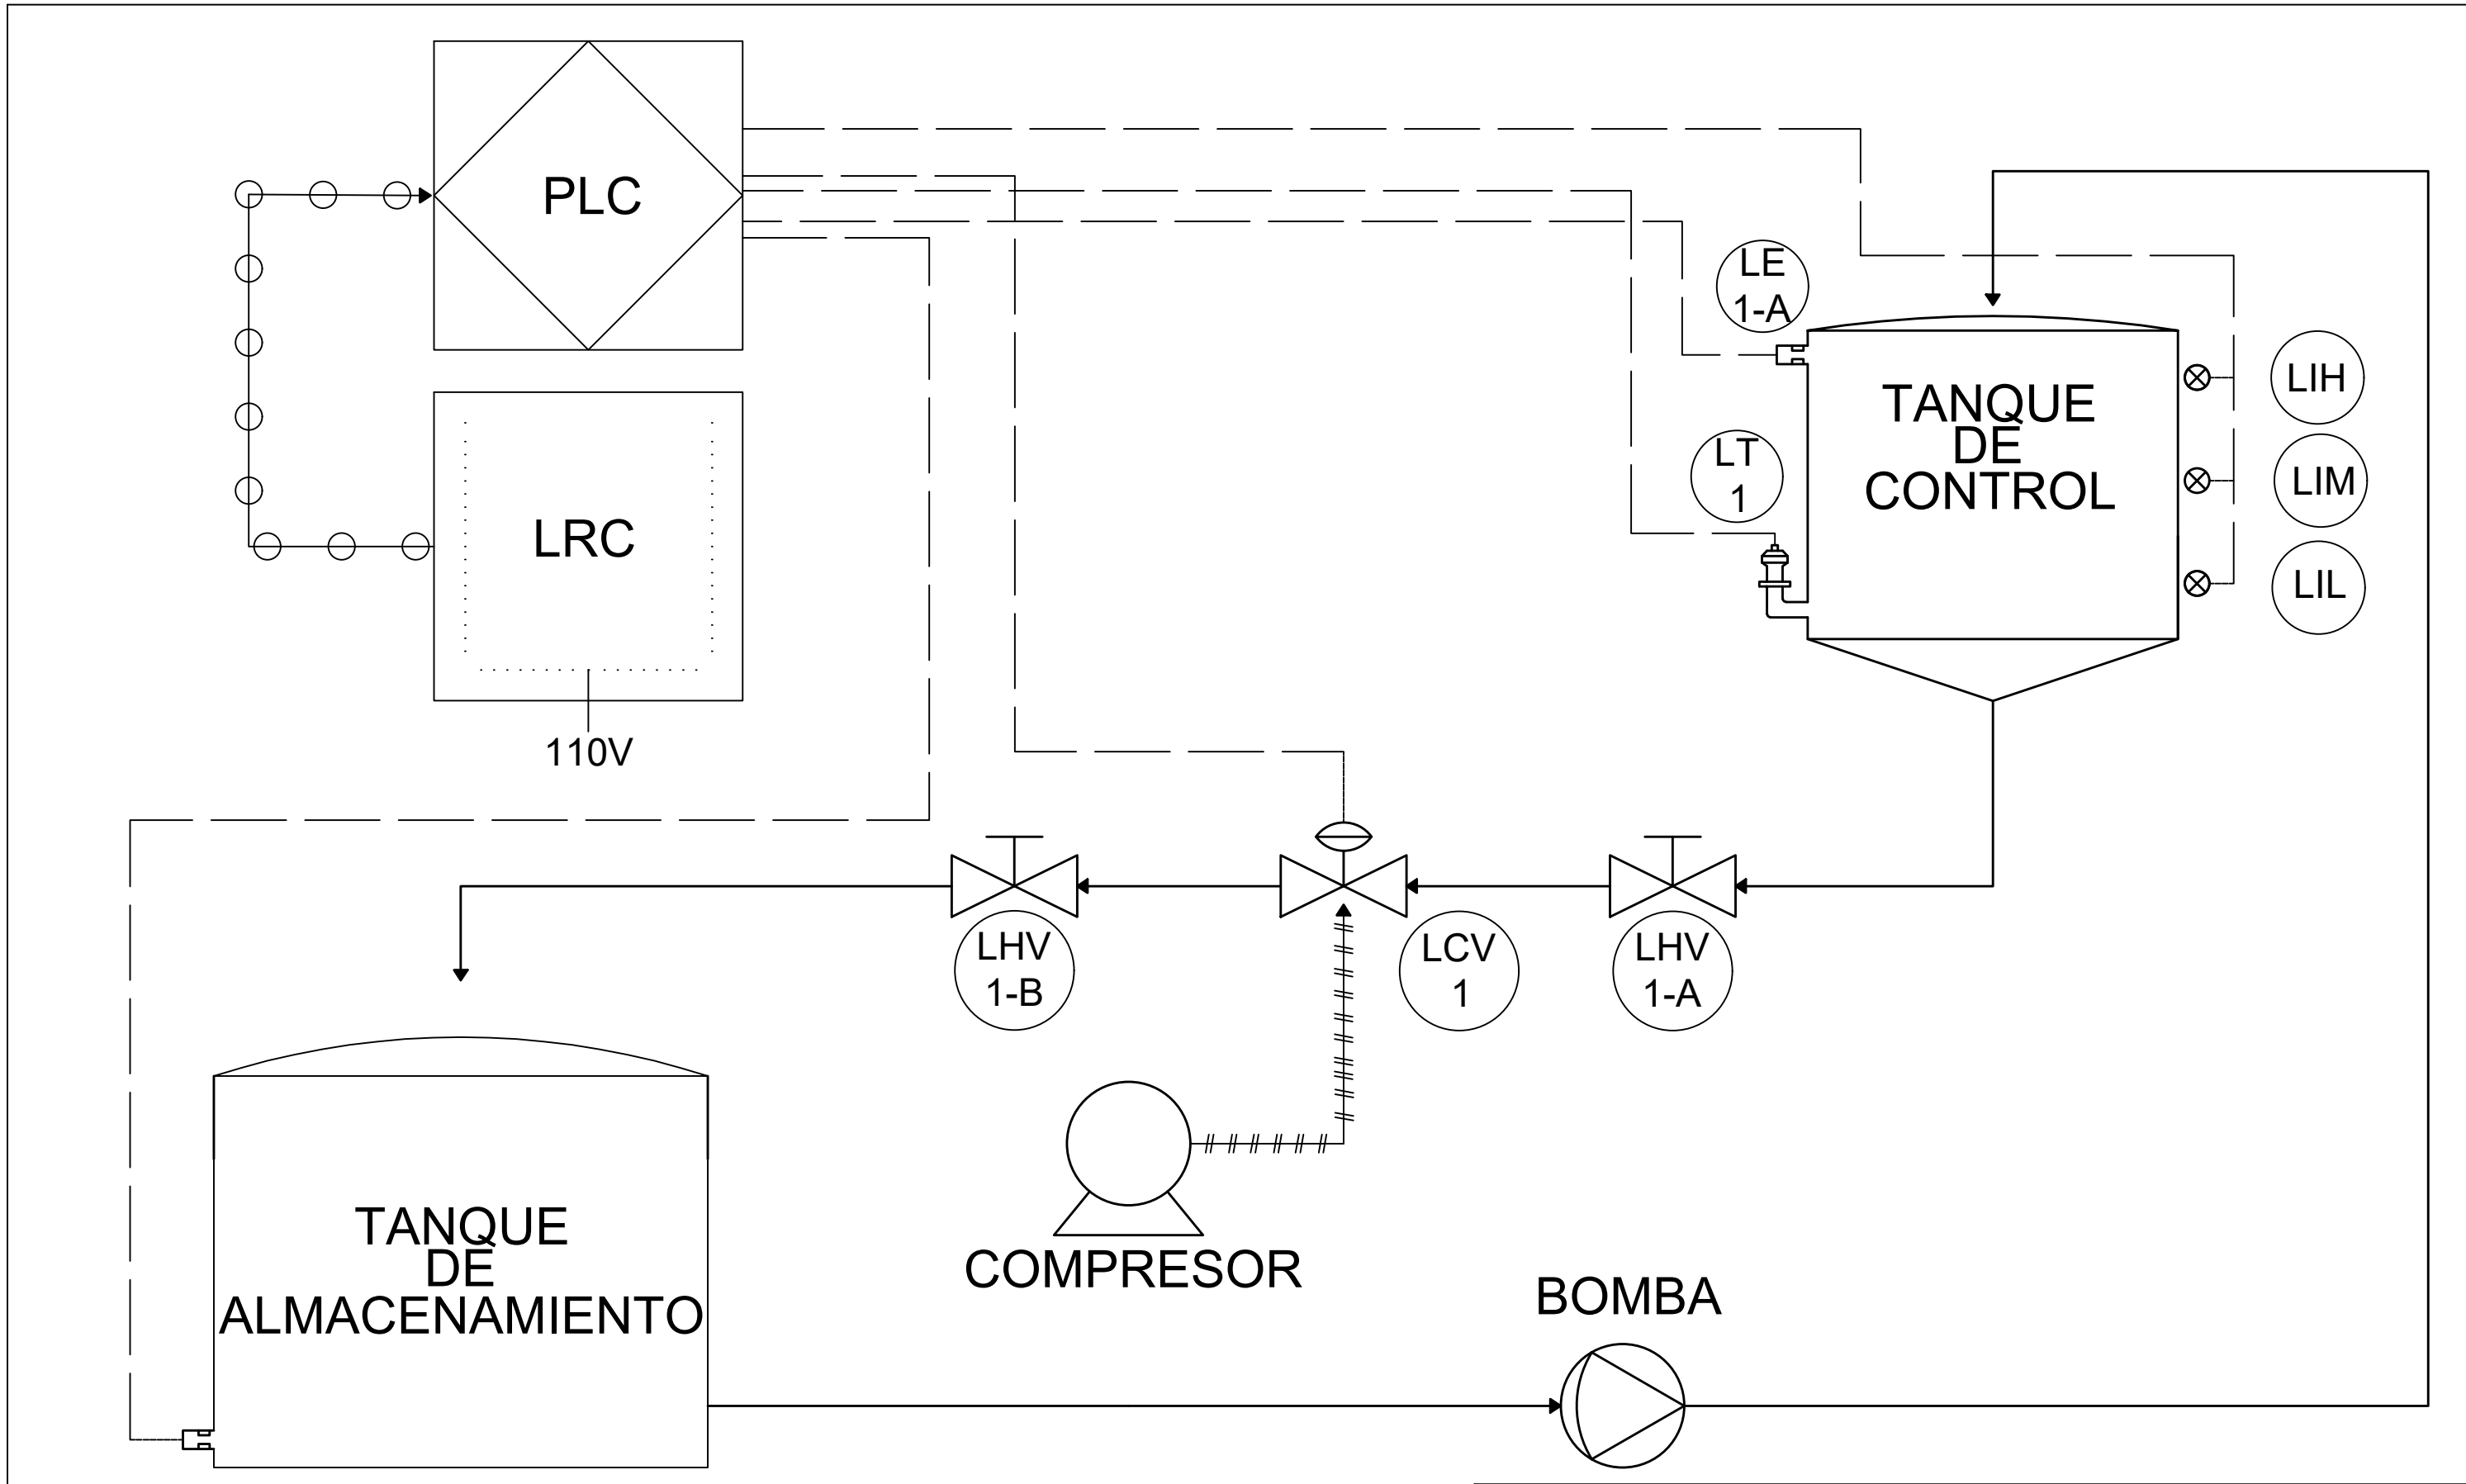 PLC
LE
1-A
LIH
TANQUE
DE
CONTROL
LT
1
LIM
LRC
LIL
110V
LHV
1-B
LCV
1
LHV
1-A
TANQUE
DE
ALMACENAMIENTO
COMPRESOR
BOMBA